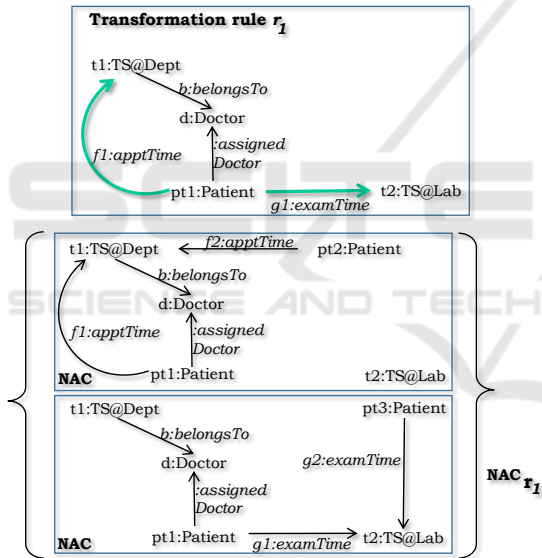 Transformation rule r1
t1:TS@Dept
b:belongsTo
d:Doctor
:assigned
Doctor
f1:apptTime
pt1:Patient
t2:TS@Lab
g1:examTime
t1:TS@Dept
f2:apptTime
pt2:Patient
b:belongsTo
d:Doctor
f1:apptTime
:assigned
Doctor
pt1:Patient
t2:TS@Lab
NAC
SCIENCE AND TECH
t1:TS@Dept
pt3:Patient
b:belongsTo
d:Doctor
g2:examTime
:assigned
Doctor
NAC r1
pt1:Patient
t2:TS@Lab
g1:examTime
NAC